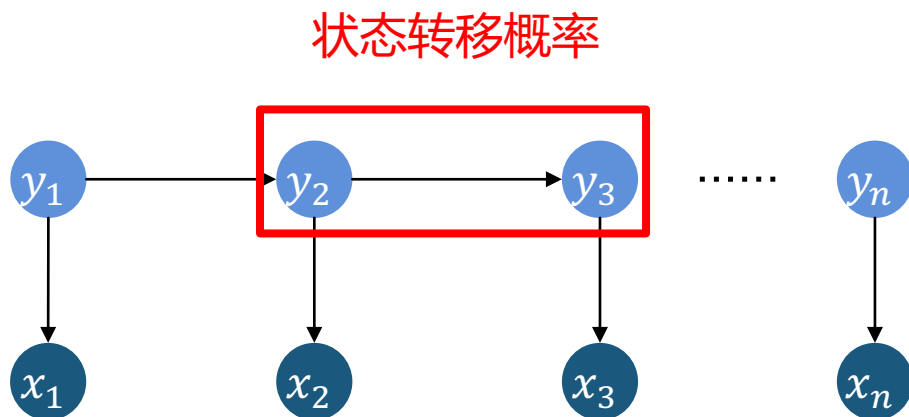 状态转移概率
y₁ y₂ y₃ ...... yₙ
x₁ x₂ x₃ xₙ